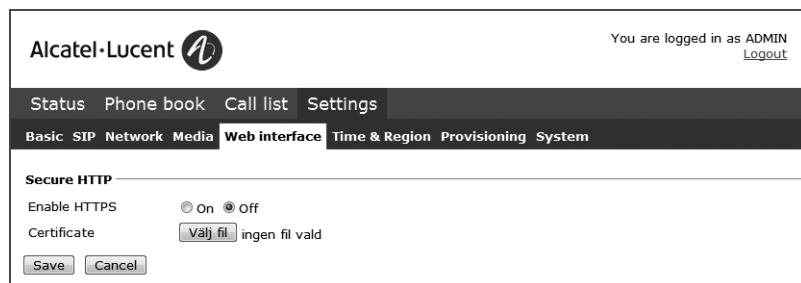 Alcatel·Lucent
You are logged in as ADMIN
Logout
Status Phone book Call list Settings
Basic SIP Network Media Web interface Time & Region Provisioning System
Secure HTTP
Enable HTTPS On Off
Certificate Välj fil ingen fil vald
Save Cancel